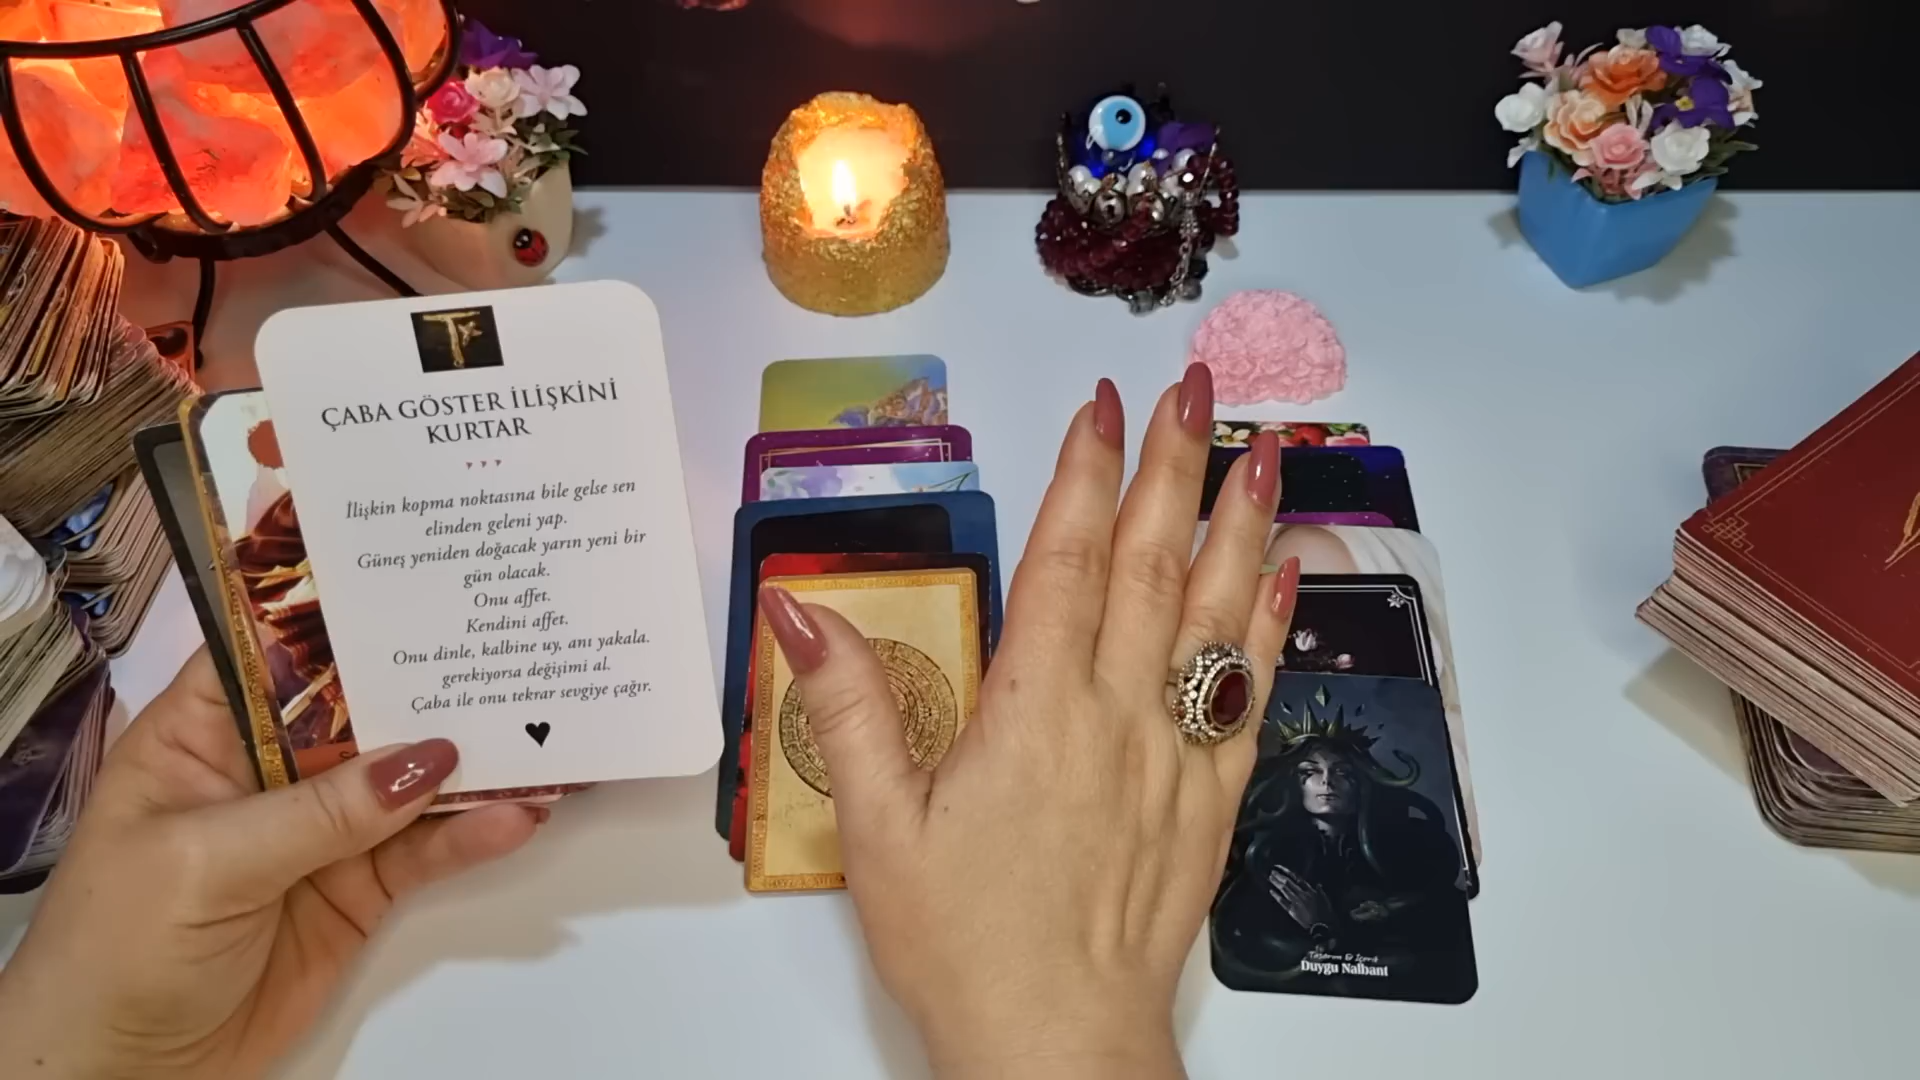 ÇABA GÖSTER İLİŞKİNİ
KURTAR
İlişkin kopma noktasına bile gelse sen
elinden geleni yap.
Güneş yeniden doğacak yarın yeni bir
gün olacak.
Onu affet.
Kendini affet.
Onu dinle, kalbine uy, anı yakala.
gerekiyorsa değişimi al.
Çaba ile onu tekrar sevgiye çağır.
Tasarım & İçerik
Duygu Nalbant